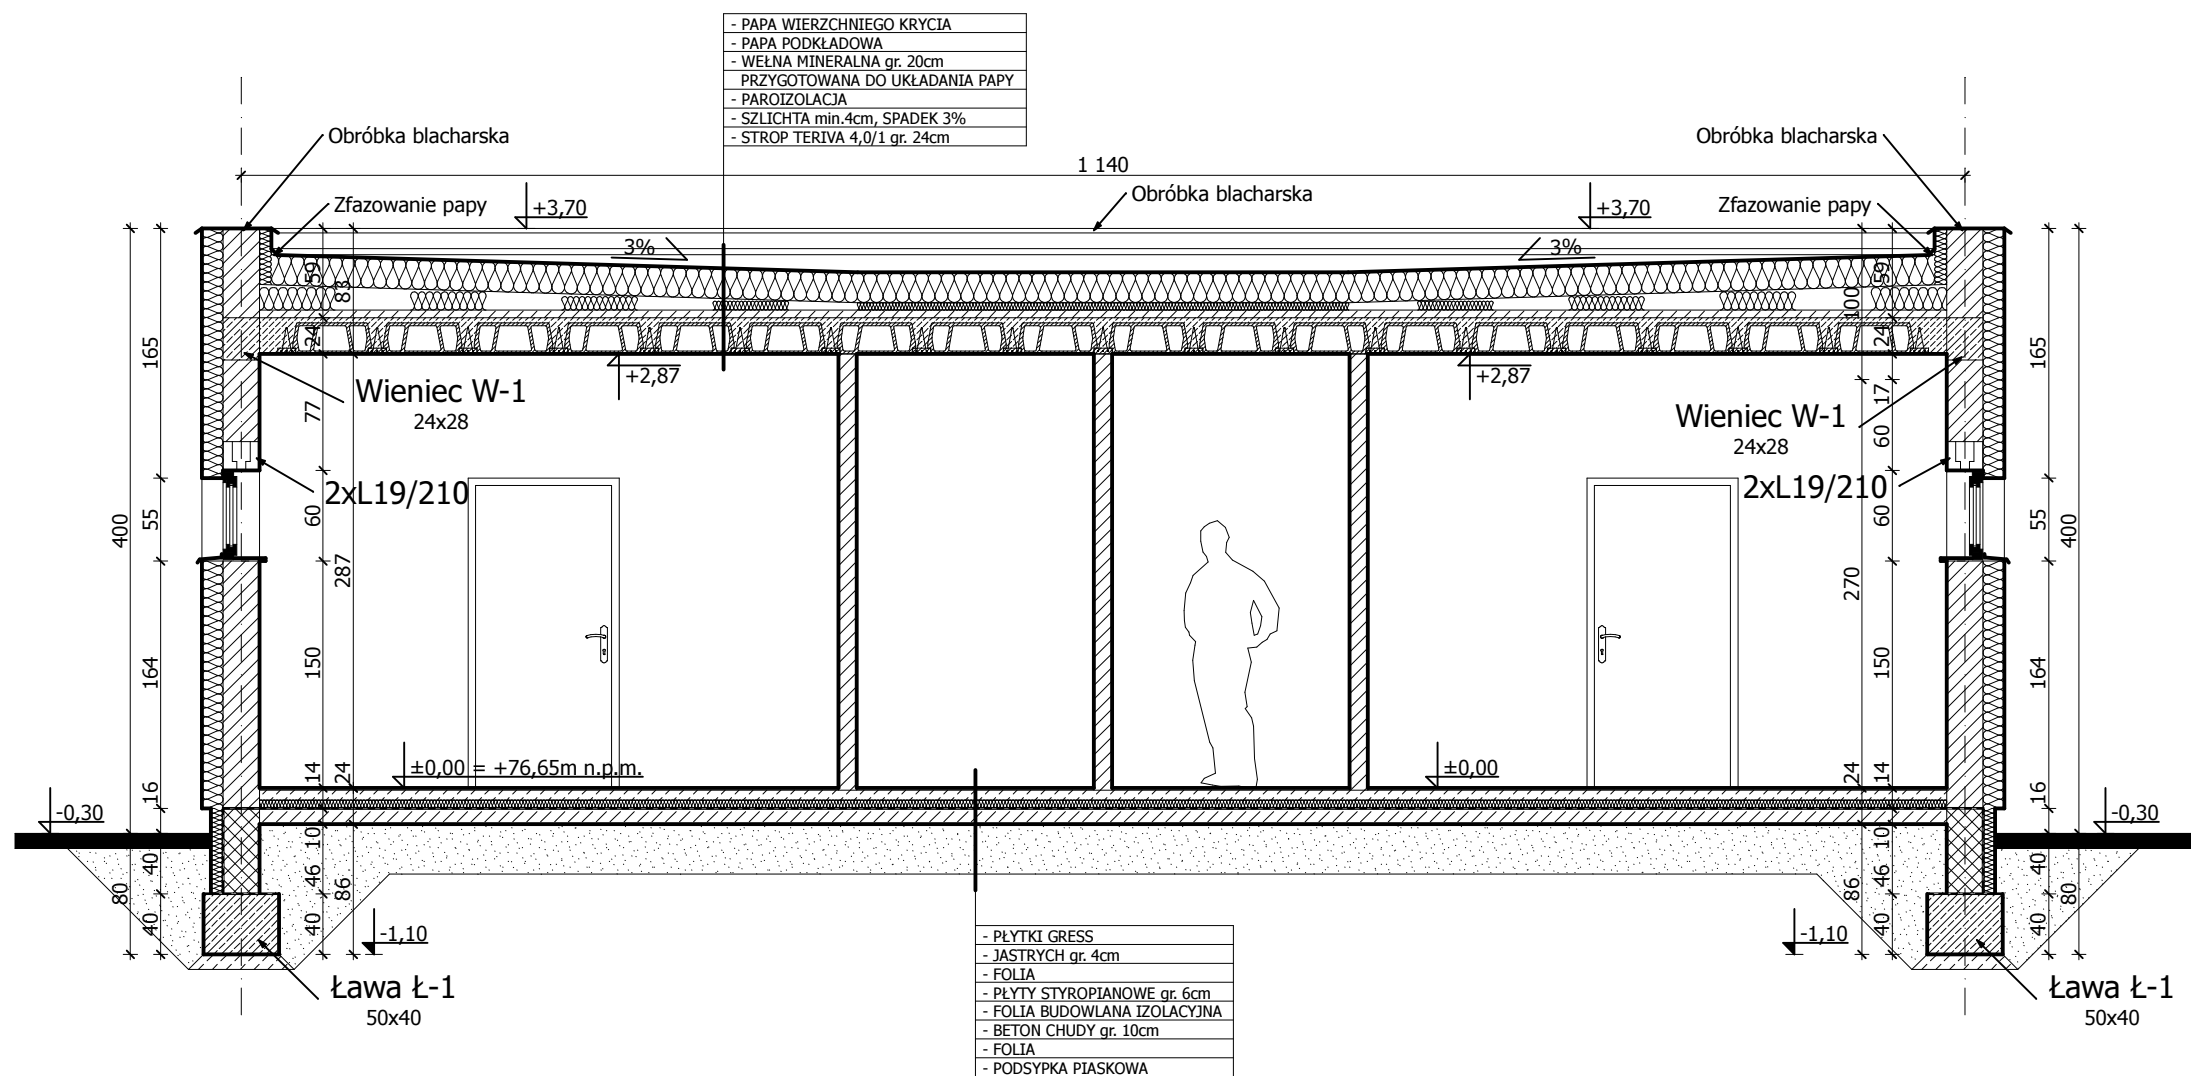 - PAPA WIERZCHNIEGO KRYCIA
- PAPA PODKŁADOWA
- WEŁNA MINERALNA gr. 20cm
PRZYGOTOWANA DO UKŁADANIA PAPY
- PAROIZOLACJA
- SZLICHTA min.4cm, SPADEK 3%
- STROP TERIVA 4,0/1 gr. 24cm
Obróbka blacharska
Obróbka blacharska
1 140
Obróbka blacharska
Zfazowanie papy
+3,70
+3,70
Zfazowanie papy
3%
3%
59
83
24
100
59
24
165
165
+2,87
+2,87
Wieniec W-1
24x28
77
17
Wieniec W-1
24x28
60
2xL19/210
2xL19/210
400
55
60
60
55
400
287
270
164
150
150
164
±0,00 = +76,65m n.p.m.
±0,00
16
14
24
24
14
16
-0,30
-0,30
10
10
40
46
80
86
86
46
40
80
40
40
40
40
-1,10
-1,10
Ława Ł-1
50x40
Ława Ł-1
50x40
- PŁYTKI GRESS
- JASTRYCH gr. 4cm
- FOLIA
- PŁYTY STYROPIANOWE gr. 6cm
- FOLIA BUDOWLANA IZOLACYJNA
- BETON CHUDY gr. 10cm
- FOLIA
- PODSYPKA PIASKOWA